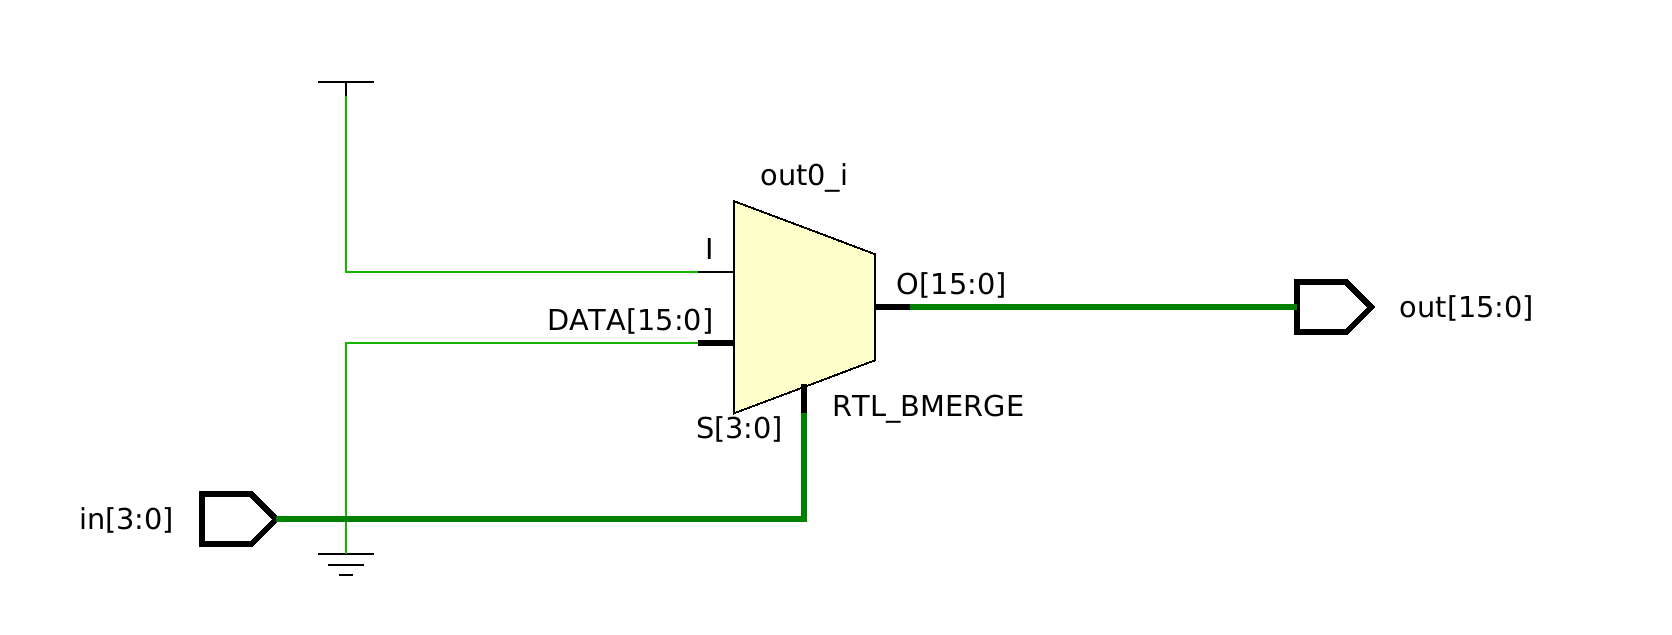 out0_i
I
O[15:0]
DATA[15:0]
out[15:0]
RTL_BMERGE
S[3:0]
in[3:0]